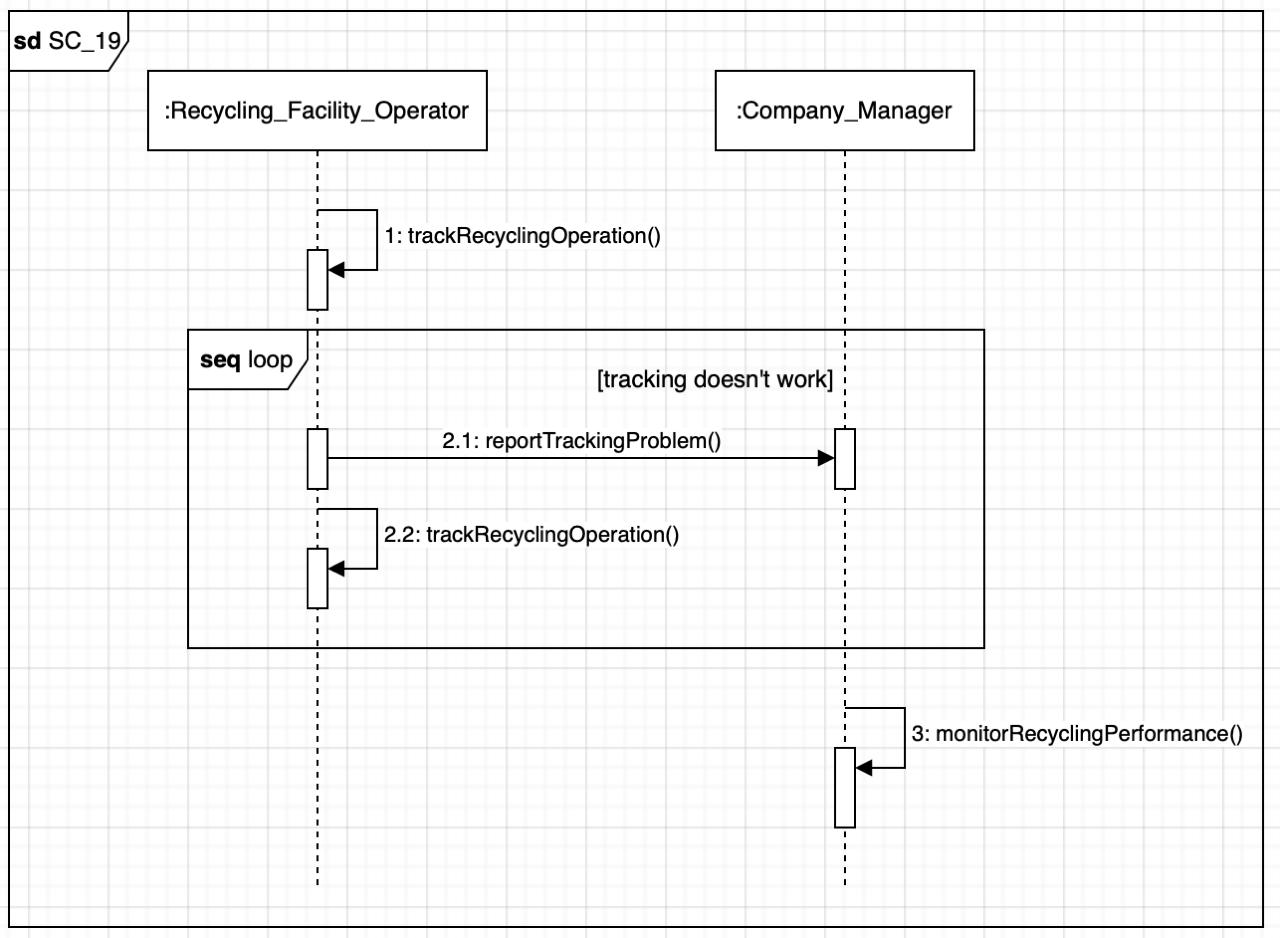 sd SC_19
:Recycling_Facility_Operator
:Company_Manager
1: trackRecyclingOperation()
seq loop
[tracking doesn't work]
2.1: reportTrackingProblem()
2.2: trackRecyclingOperation()
3: monitorRecyclingPerformance()